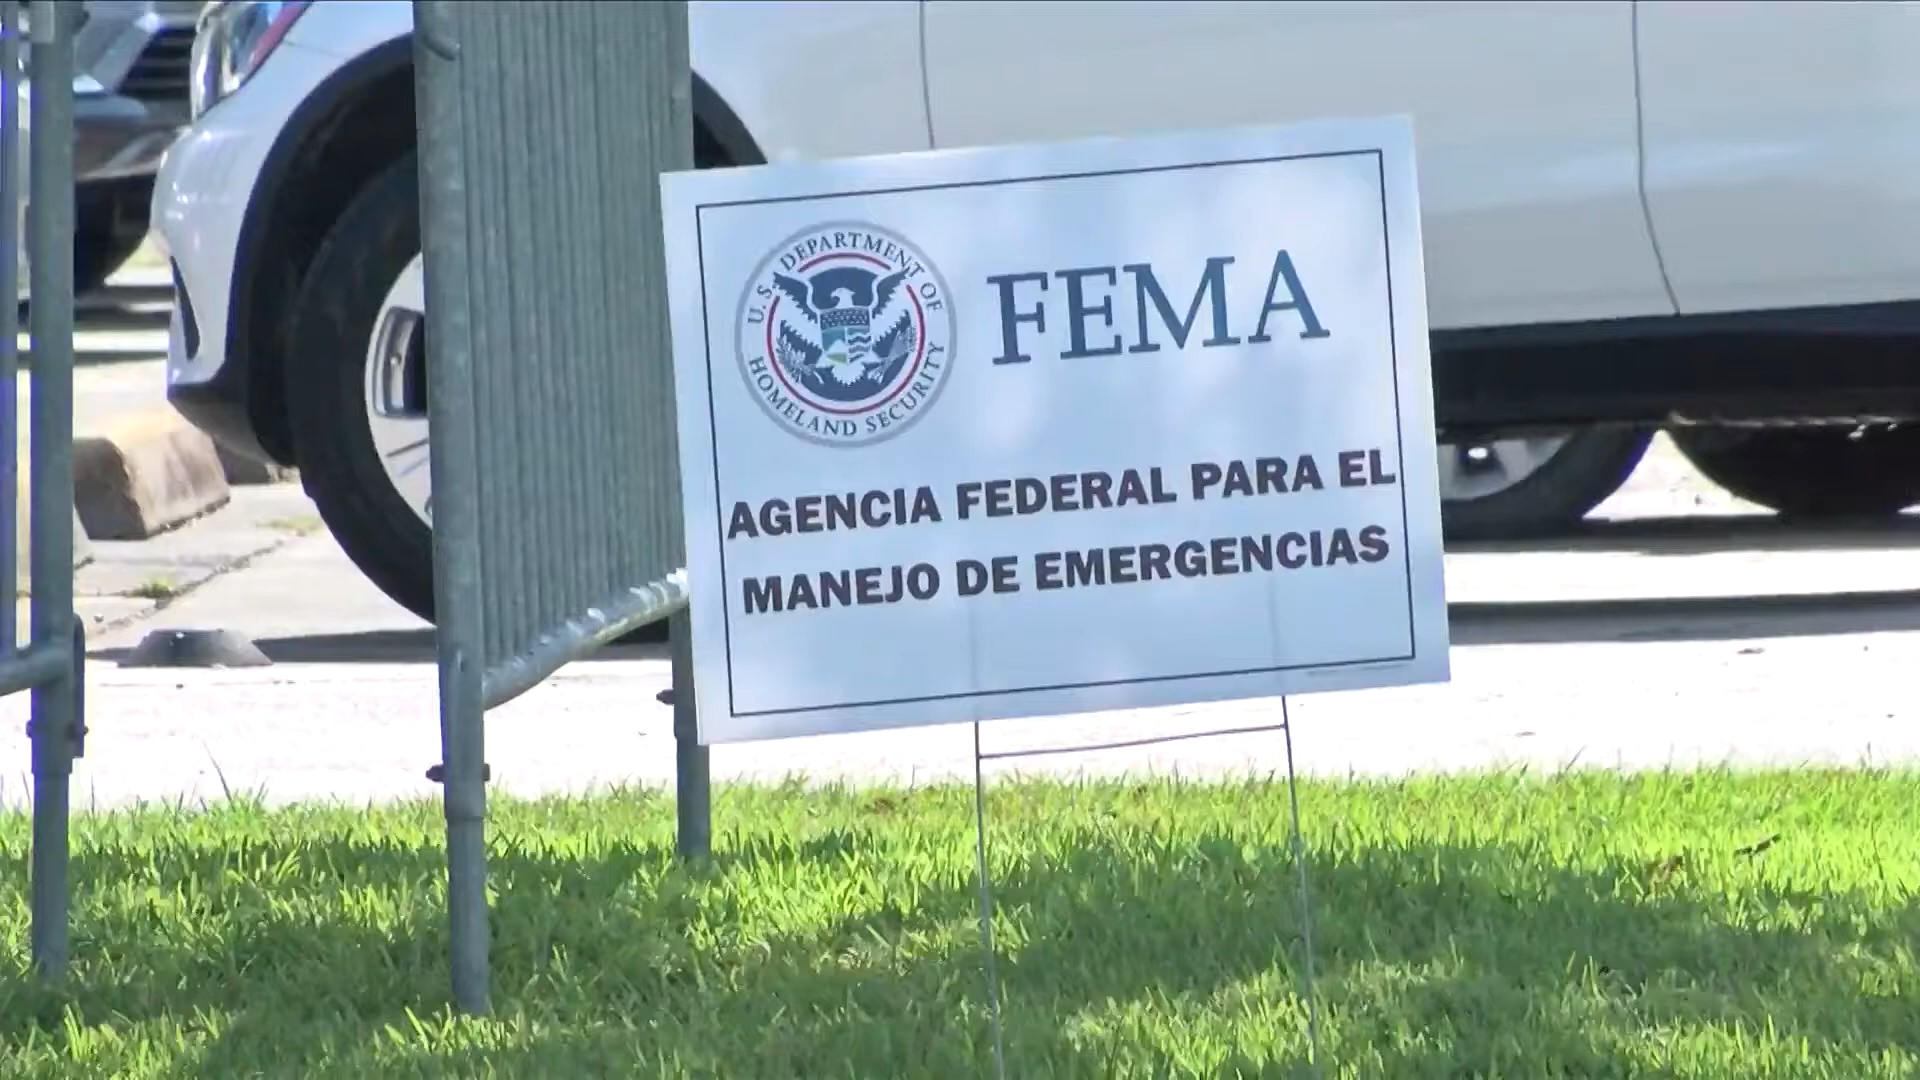 U.S. DEPARTMENT OF
HOMELAND SECURITY
FEMA
AGENCIA FEDERAL PARA EL
MANEJO DE EMERGENCIAS